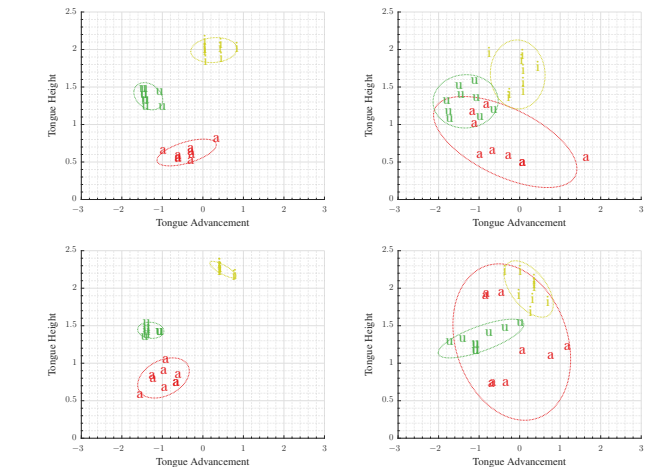 2.5
2
1.5
1
0.5
0
−3 −2 −1 0 1 2 3
Tongue Height
Tongue Advancement
i i i i i i i
u u u u u u
a a a a a a a
2.5
2
1.5
1
0.5
0
−3 −2 −1 0 1 2 3
Tongue Height
Tongue Advancement
i i i i i i i
u u u u u u u u u
a a a a a a a a
2.5
2
1.5
1
0.5
0
−3 −2 −1 0 1 2 3
Tongue Height
Tongue Advancement
i i i i
u u u u u
a a a a a a a
2.5
2
1.5
1
0.5
0
−3 −2 −1 0 1 2 3
Tongue Height
Tongue Advancement
i i i i i i i
u u u u u u u
a a a a a a a a a